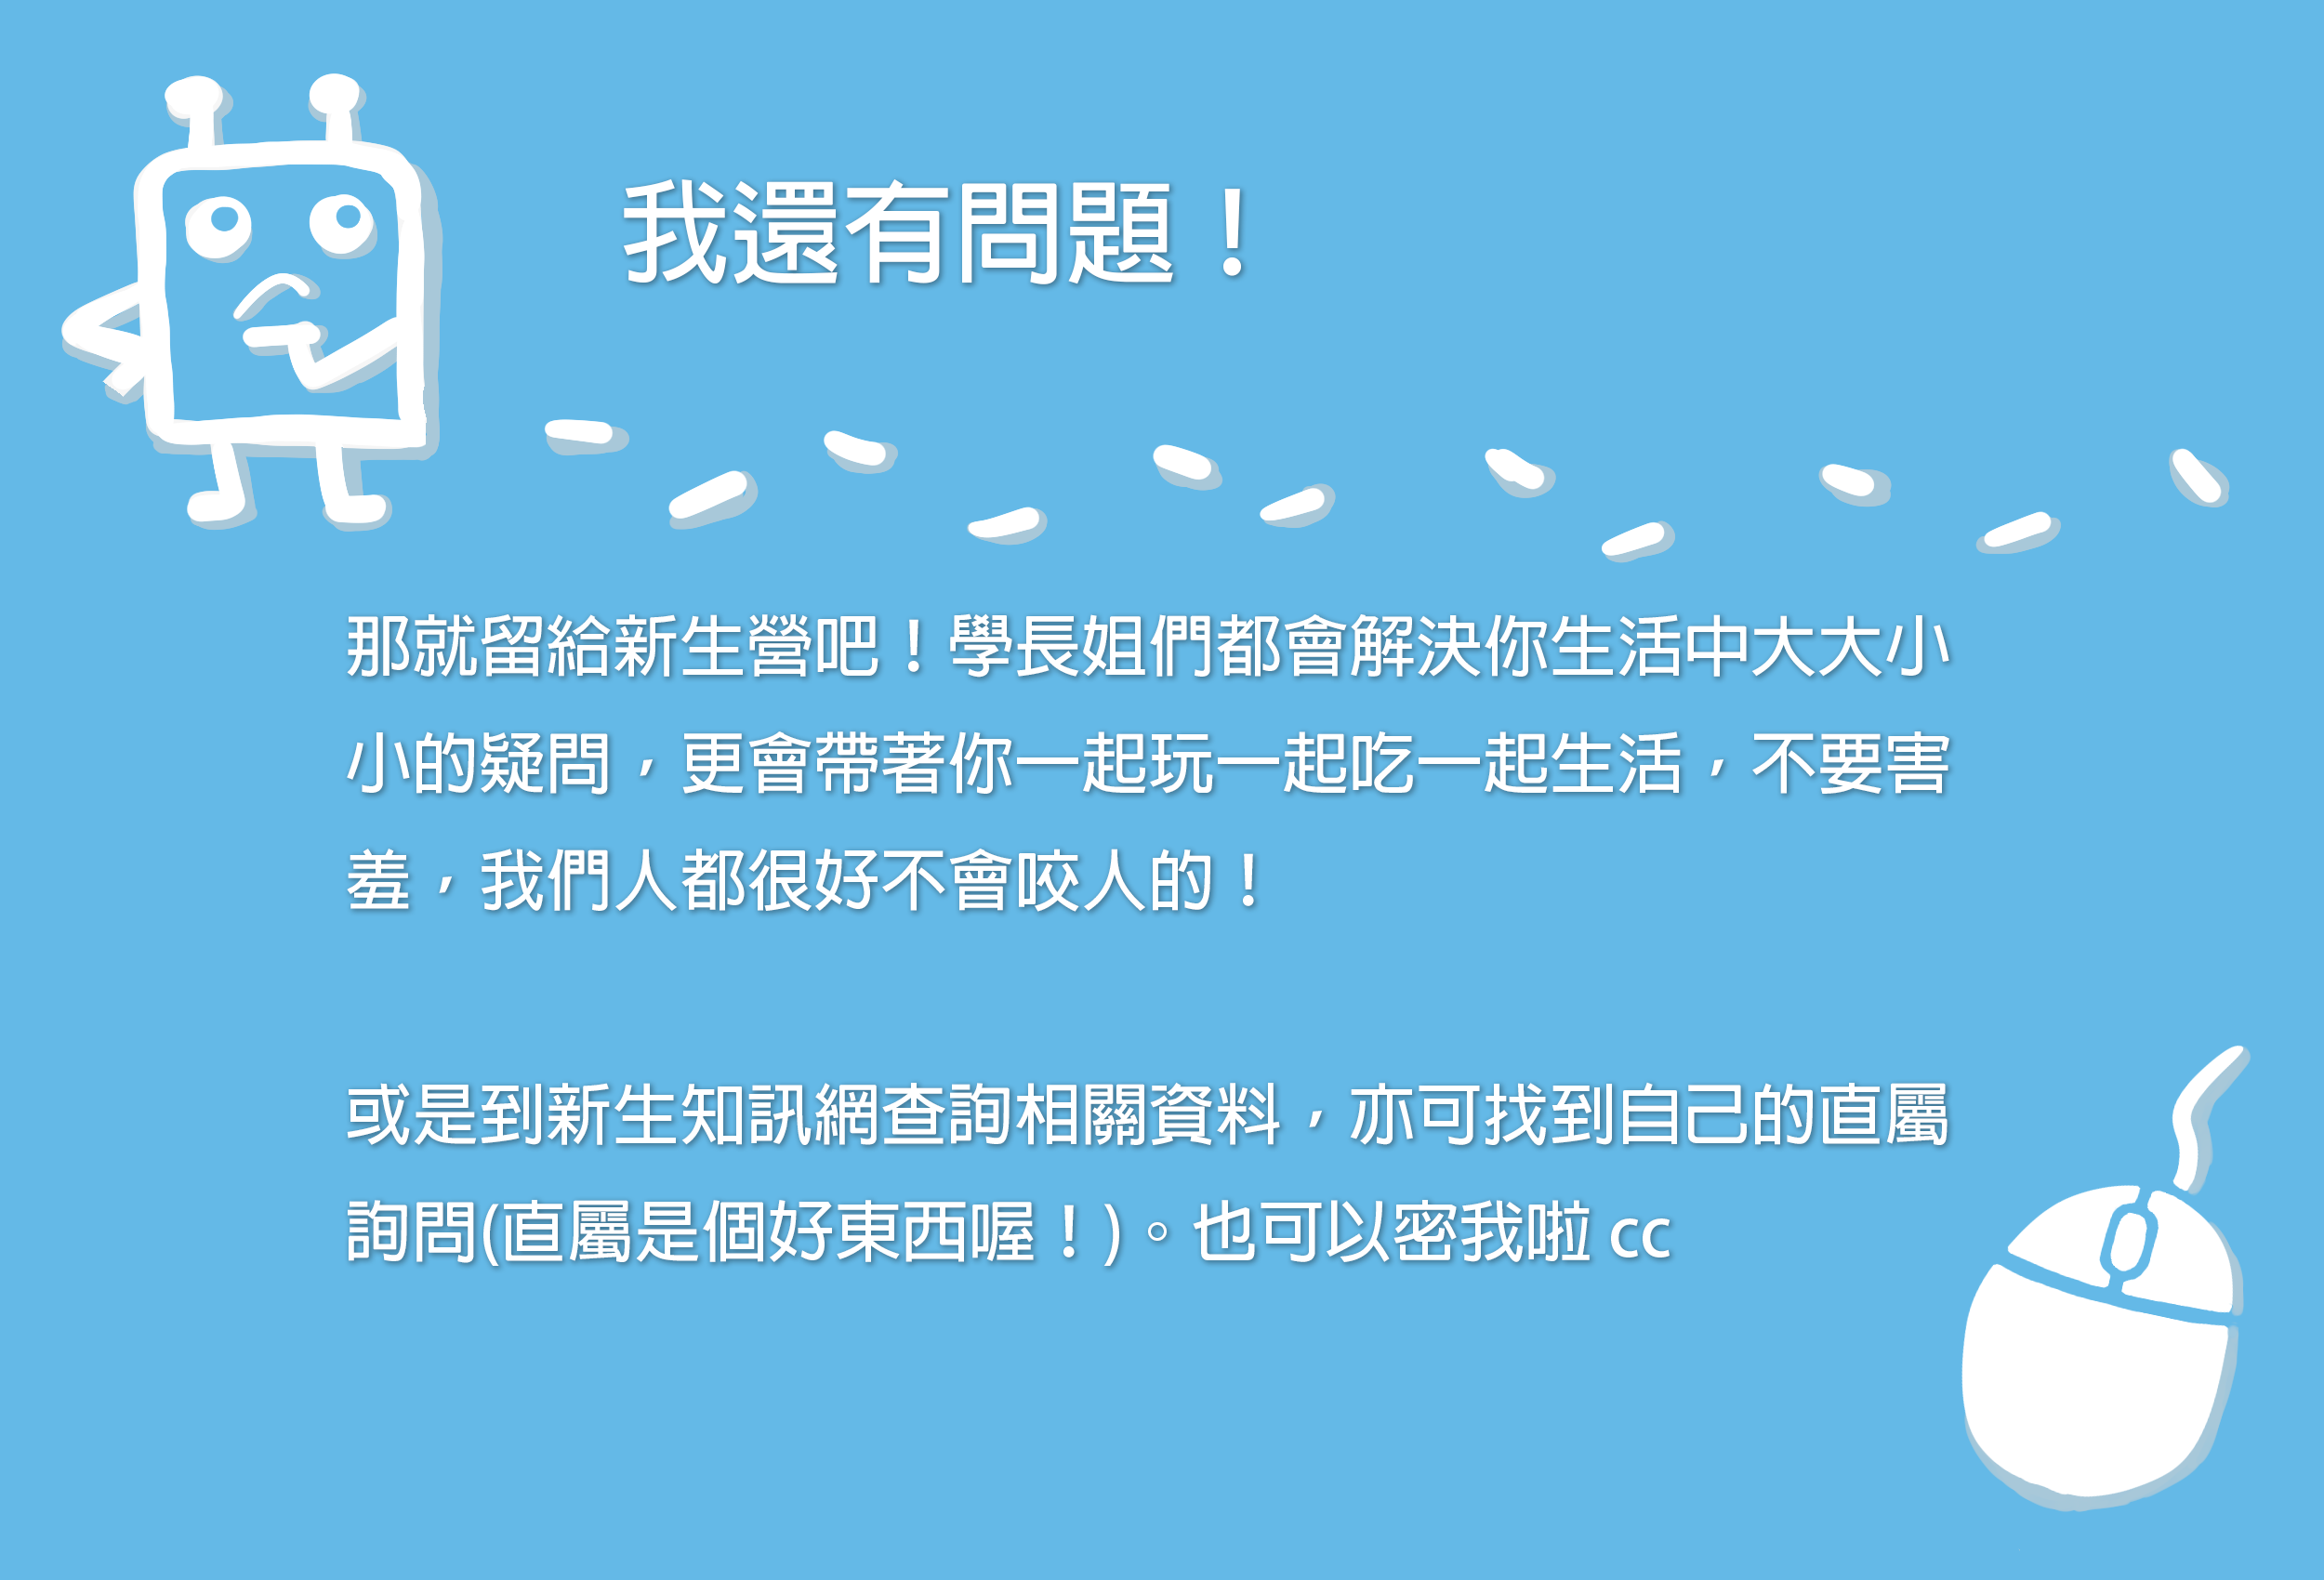 我還有問題！
那就留給新生營吧！學長姐們都會解決你生活中大大小
小的疑問，更會帶著你一起玩一起吃一起生活，不要害
羞，我們人都很好不會咬人的！
或是到新生知訊網查詢相關資料，亦可找到自己的直屬
詢問(直屬是個好東西喔！)。也可以密我啦 cc